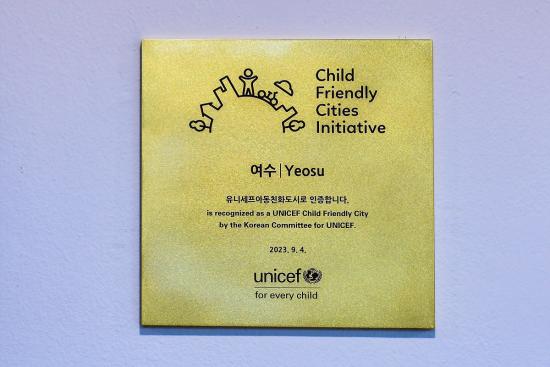 Child
Friendly
Cities
Initiative
여수 | Yeosu
유니세프아동친화도시로 인증합니다.
is recognized as a UNICEF Child Friendly City
by the Korean Committee for UNICEF.
2023. 9. 4.
unicef
for every child